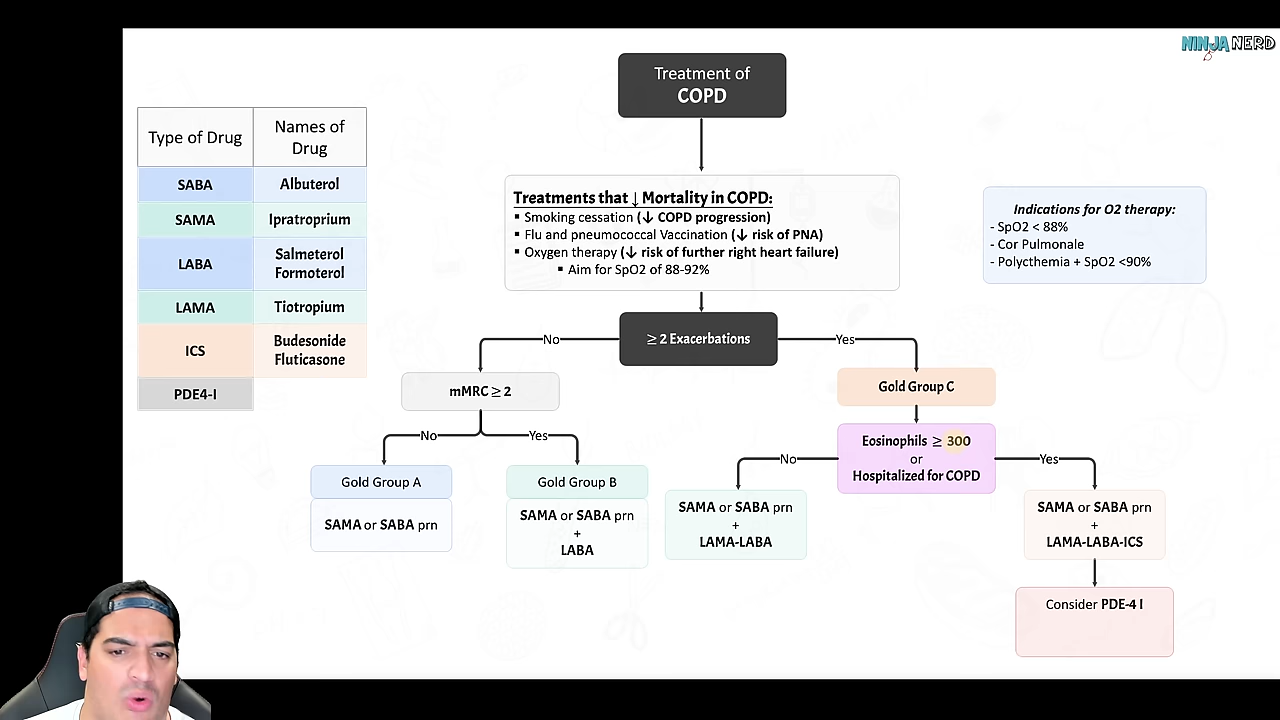 NINJA NERD
Treatment of
COPD
Type of Drug
Names of
Drug
SABA
Albuterol
SAMA
Ipratroprium
LABA
Salmeterol
Formoterol
LAMA
Tiotropium
ICS
Budesonide
Fluticasone
PDE4-I
Treatments that ↓ Mortality in COPD:
▪ Smoking cessation (↓ COPD progression)
▪ Flu and pneumococcal Vaccination (↓ risk of PNA)
▪ Oxygen therapy (↓ risk of further right heart failure)
▪ Aim for SpO2 of 88-92%
Indications for O2 therapy:
- SpO2 < 88%
- Cor Pulmonale
- Polycthemia + SpO2 <90%
≥ 2 Exacerbations
No
Yes
mMRC ≥ 2
No
Yes
Gold Group A
SAMA or SABA prn
Gold Group B
SAMA or SABA prn
+
LABA
Gold Group C
Eosinophils ≥ 300
or
Hospitalized for COPD
No
Yes
SAMA or SABA prn
+
LAMA-LABA
SAMA or SABA prn
+
LAMA-LABA-ICS
Consider PDE-4 I